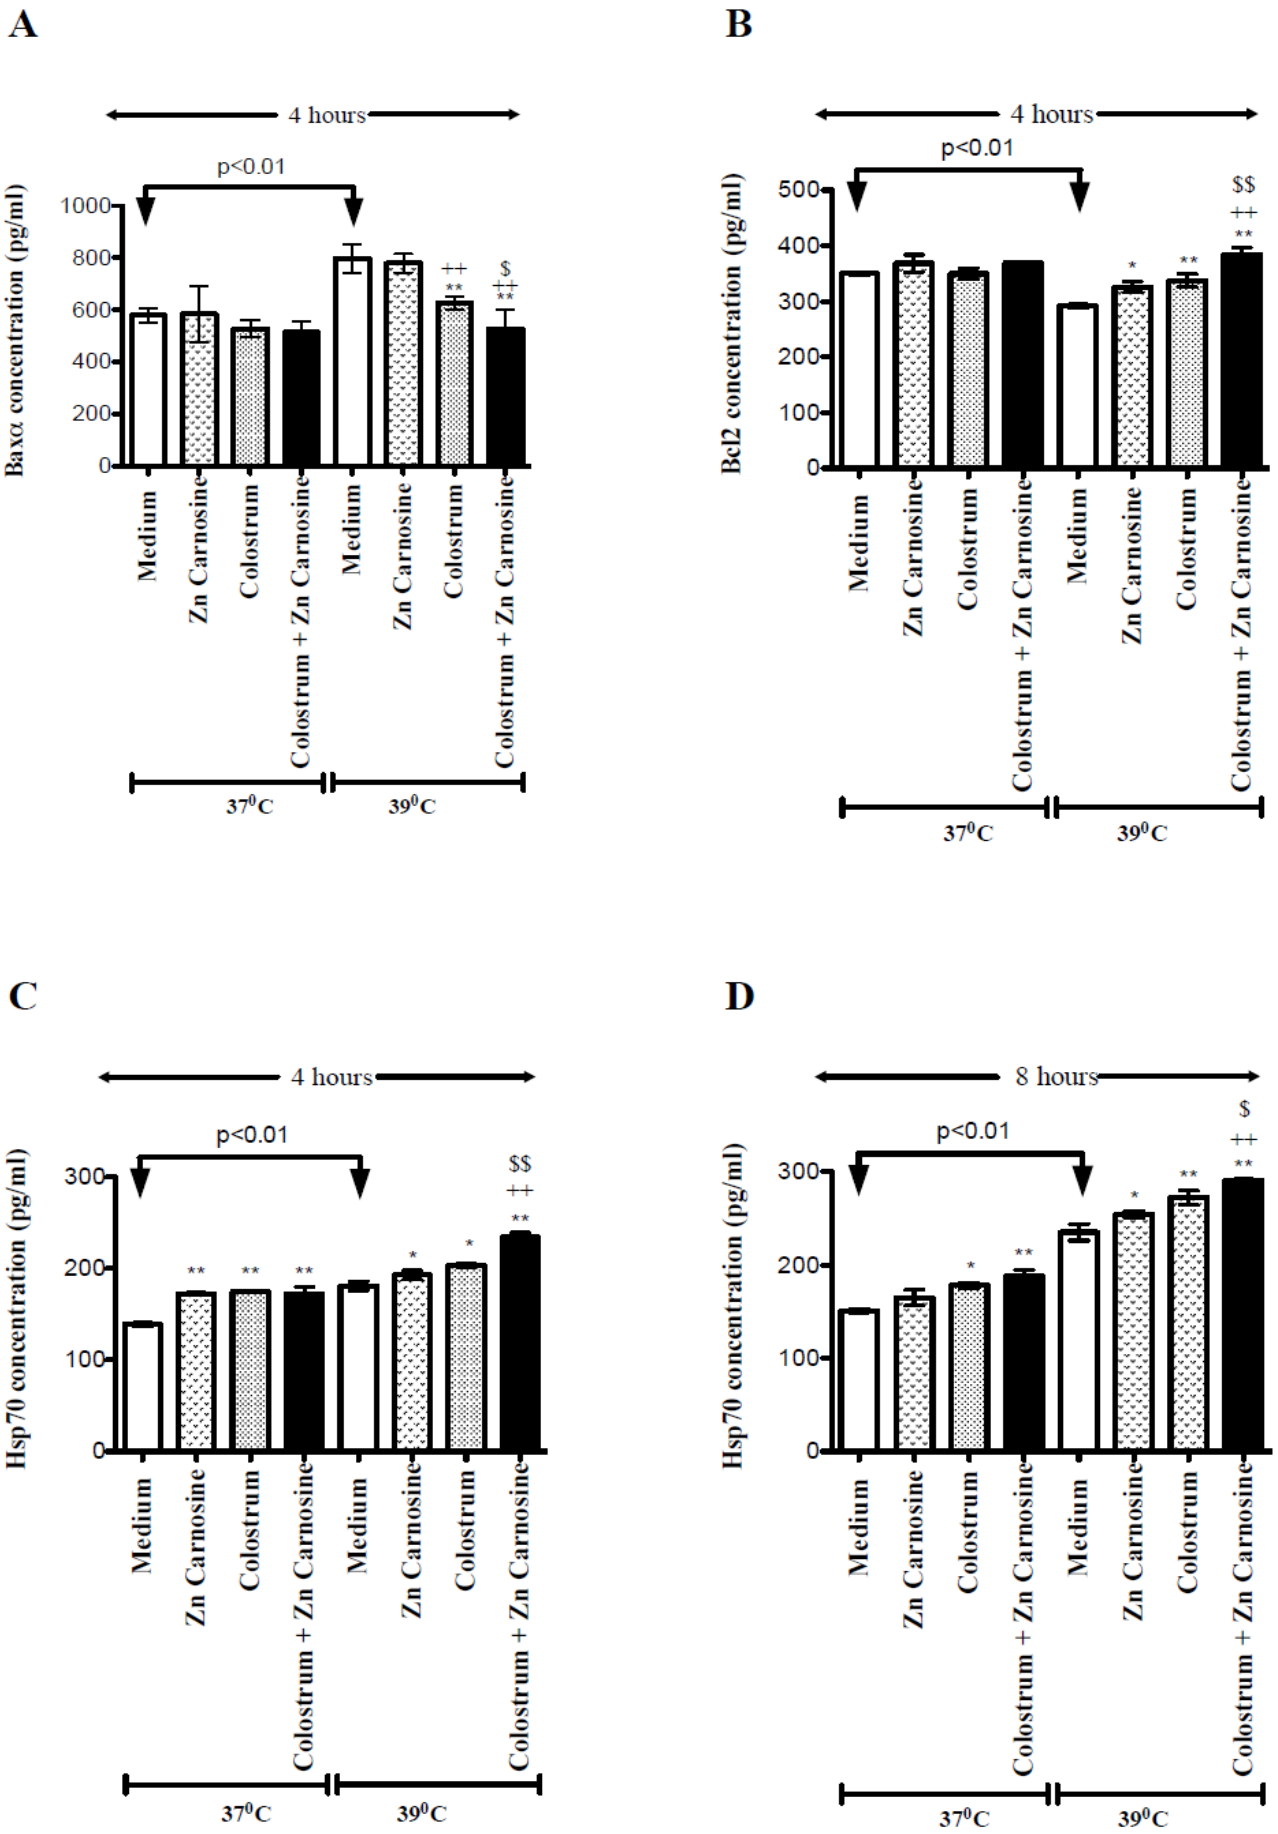 A
4 hours
p<0.01
Baxα concentration (pg/ml)
1000
800
600
400
200
0
++
**
$
++
**
Medium
Zn Carnosine
Colostrum
Colostrum + Zn Carnosine
Medium
Zn Carnosine
Colostrum
Colostrum + Zn Carnosine
37⁰C
39⁰C
B
4 hours
p<0.01
Bcl2 concentration (pg/ml)
500
400
300
200
100
0
*
**
$$
++
**
Medium
Zn Carnosine
Colostrum
Colostrum + Zn Carnosine
Medium
Zn Carnosine
Colostrum
Colostrum + Zn Carnosine
37⁰C
39⁰C
C
4 hours
p<0.01
Hsp70 concentration (pg/ml)
300
200
100
0
**
**
**
*
*
$$
++
**
Medium
Zn Carnosine
Colostrum
Colostrum + Zn Carnosine
Medium
Zn Carnosine
Colostrum
Colostrum + Zn Carnosine
37⁰C
39⁰C
D
8 hours
p<0.01
Hsp70 concentration (pg/ml)
300
200
100
0
*
**
*
**
$
++
**
Medium
Zn Carnosine
Colostrum
Colostrum + Zn Carnosine
Medium
Zn Carnosine
Colostrum
Colostrum + Zn Carnosine
37⁰C
39⁰C